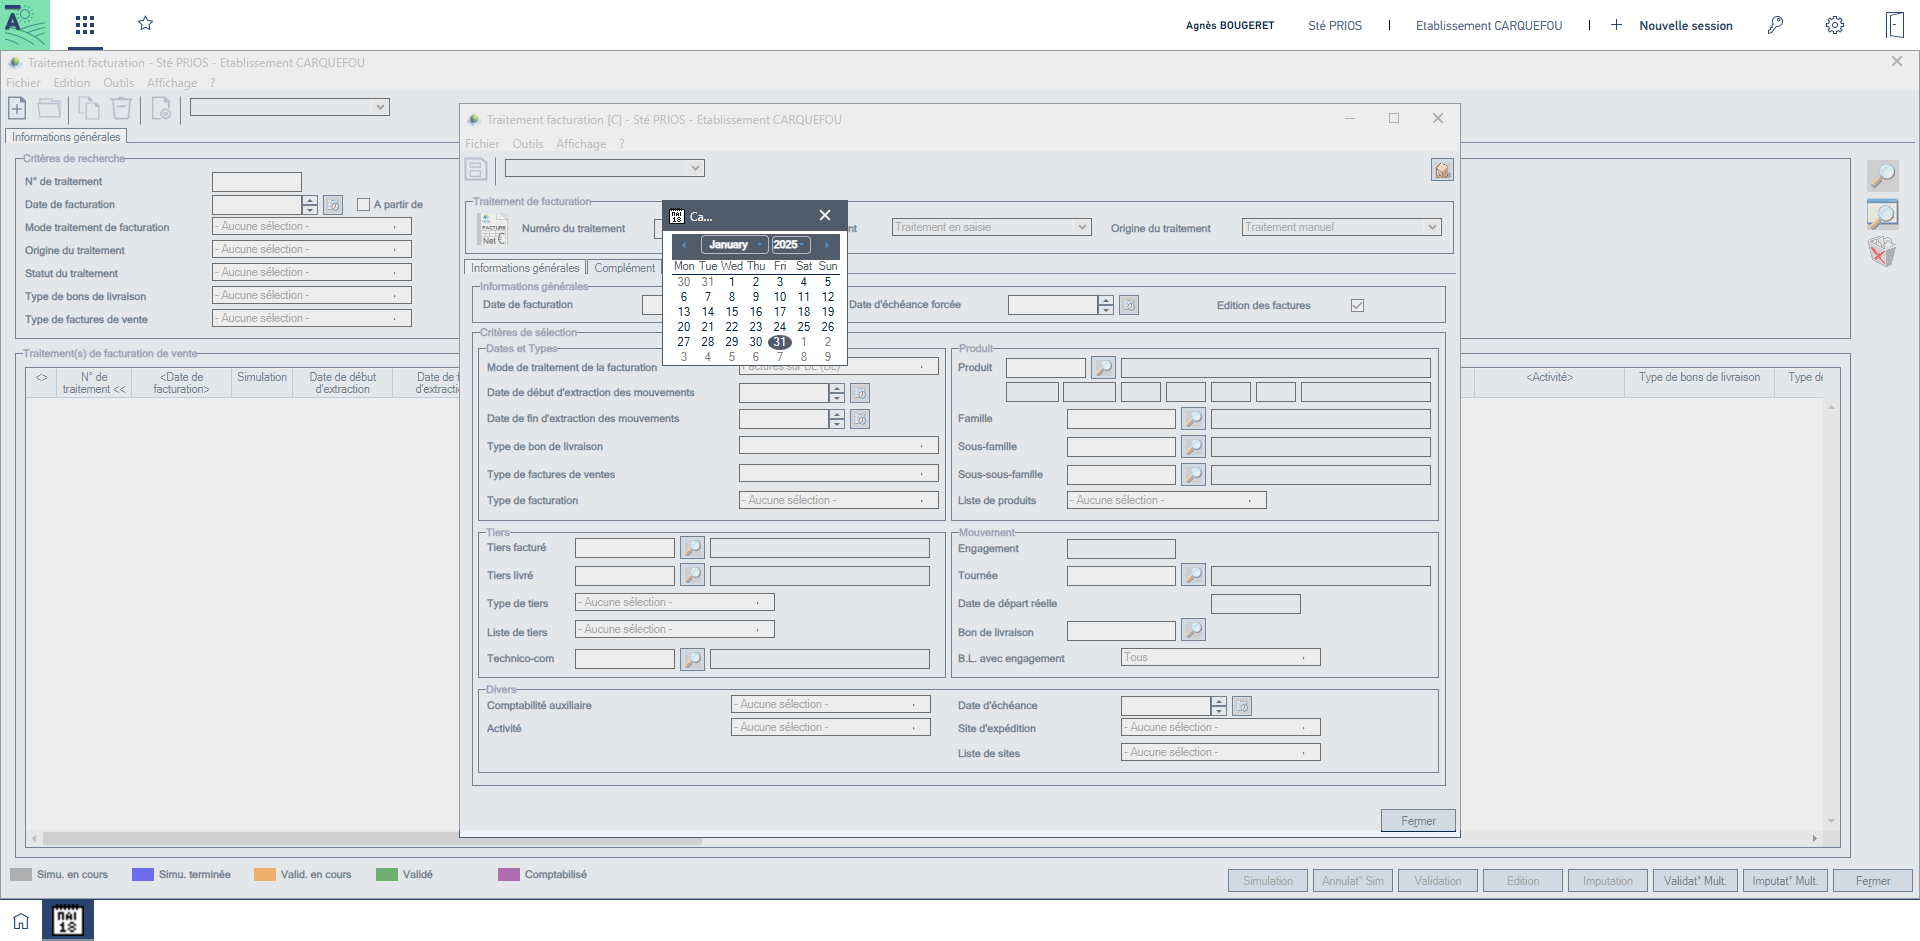 Agnès BOUGERET
Sté PRIOS
Etablissement CARQUEFOU
Nouvelle session
Traitement facturation - Sté PRIOS - Etablissement CARQUEFOU
Fichier Edition Outils Affichage ?
Informations générales
Critères de recherche
N° de traitement
Date de facturation
A partir de
Mode traitement de facturation
- Aucune sélection -
Origine du traitement
- Aucune sélection -
Statut du traitement
- Aucune sélection -
Type de bons de livraison
- Aucune sélection -
Type de factures de vente
- Aucune sélection -
Traitement(s) de facturation de vente
<>
N° de traitement <<
<Date de facturation>
Simulation
Date de début d'extraction
<Activité>
Type de bons de livraison
Traitement facturation [C] - Sté PRIOS - Etablissement CARQUEFOU
Fichier Outils Affichage ?
Traitement de facturation
FACTURE
Net €
Numéro du traitement
Traitement en saisie
Origine du traitement
Traitement manuel
Informations générales
Complément
Informations générales
Date de facturation
Date d'échéance forcée
Edition des factures
Ca...
January 2025
Mon Tue Wed Thu Fri Sat Sun
30 31 1 2 3 4 5
6 7 8 9 10 11 12
13 14 15 16 17 18 19
20 21 22 23 24 25 26
27 28 29 30 31 1 2
3 4 5 6 7 8 9
Critères de sélection
Dates et Types
Mode de traitement de la facturation
Factures sur BL (BL)
Date de début d'extraction des mouvements
Date de fin d'extraction des mouvements
Type de bon de livraison
Type de factures de ventes
Type de facturation
- Aucune sélection -
Produit
Produit
Famille
Sous-famille
Sous-sous-famille
Liste de produits
- Aucune sélection -
Tiers
Tiers facturé
Tiers livré
Type de tiers
- Aucune sélection -
Liste de tiers
- Aucune sélection -
Technico-com
Mouvement
Engagement
Tournée
Date de départ réelle
Bon de livraison
B.L. avec engagement
Tous
Divers
Comptabilité auxiliaire
- Aucune sélection -
Activité
- Aucune sélection -
Date d'échéance
Site d'expédition
- Aucune sélection -
Liste de sites
- Aucune sélection -
Fermer
Simu. en cours
Simu. terminée
Valid. en cours
Validé
Comptabilisé
Simulation
Annulat° Sim
Validation
Edition
Imputation
Validat° Mult.
Imputat° Mult.
Fermer
MAI
18